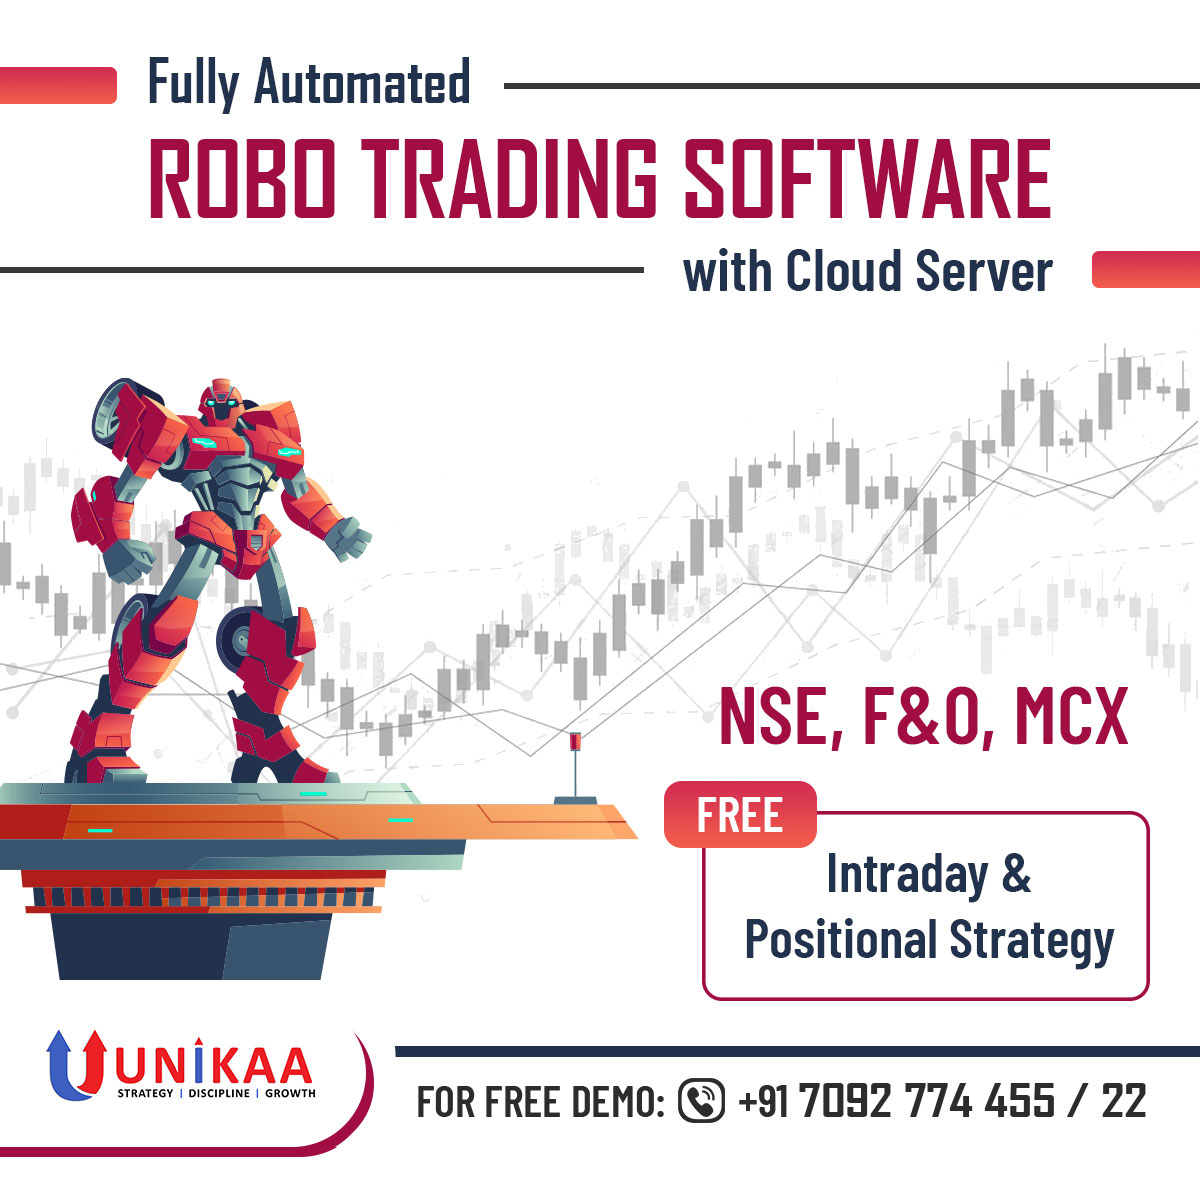 Fully Automated
ROBO TRADING SOFTWARE
with Cloud Server
NSE, F&O, MCX
FREE
Intraday &
Positional Strategy
UNIKAA
STRATEGY | DISCIPLINE | GROWTH
FOR FREE DEMO: +91 7092 774 455 / 22